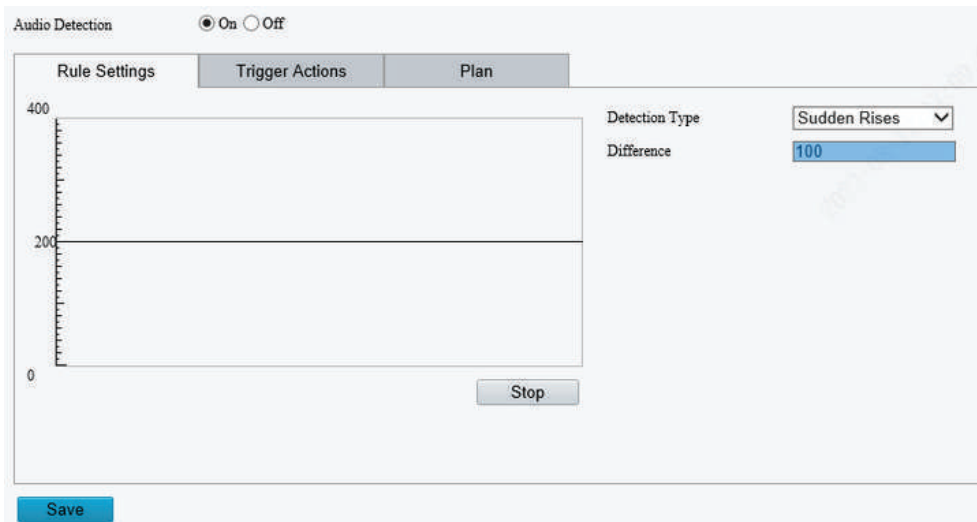 Audio Detection On Off
Rule Settings Trigger Actions Plan
400
Detection Type Sudden Rises
Difference 100
200
0
Stop
Save